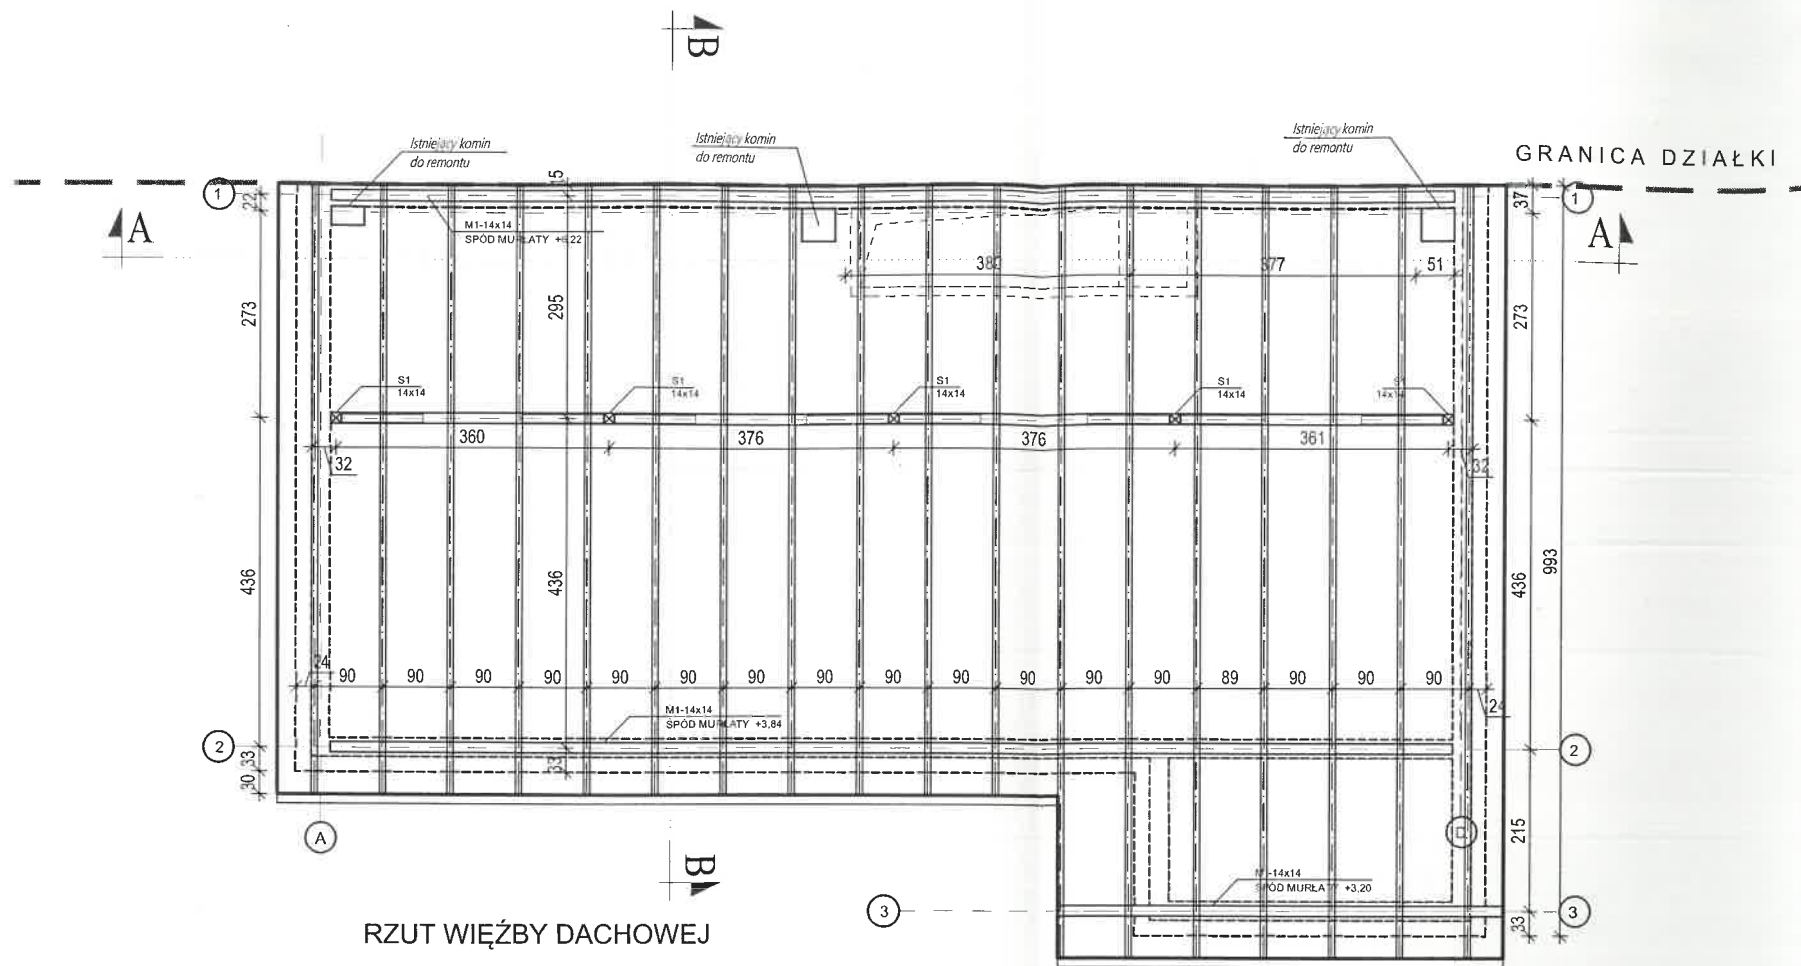 B
Istniejący komin
do remontu
Istniejący komin
do remontu
Istniejący komin
do remontu
GRANICA DZIAŁKI
1
22
15
37
1
A
M1-14x14
SPÓD MURŁATY
A
377
51
273
295
273
S1
14x14
S1
14x14
S1
14x14
S1
14x14
14x14
360
376
376
361
32
32
436
436
436
993
24
90
90
90
90
90
90
90
90
90
90
90
90
90
89
90
90
90
24
M1-14x14
SPÓD MURŁATY +3,84
2
33
33
2
30
A
215
B
-14x14
SPÓD MURŁATY +3,20
3
3
33
RZUT WIĘŹBY DACHOWEJ